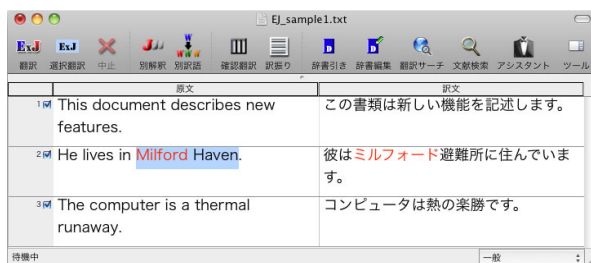 EJ_sample1.txt
ExJ ExJ JJ W W D D
翻訳 選択翻訳 中止 別解釈 別訳語 確認翻訳 訳振り 辞書引き 辞書編集 翻訳サーチ 文献検索 アシスタント ツール
原文 訳文
1 This document describes new この書類は新しい機能を記述します。
features.
2 He lives in Milford Haven. 彼はミルフォード避難所に住んでいま
す。
3 The computer is a thermal コンピュータは熱の楽勝です。
runaway.
待機中 一般